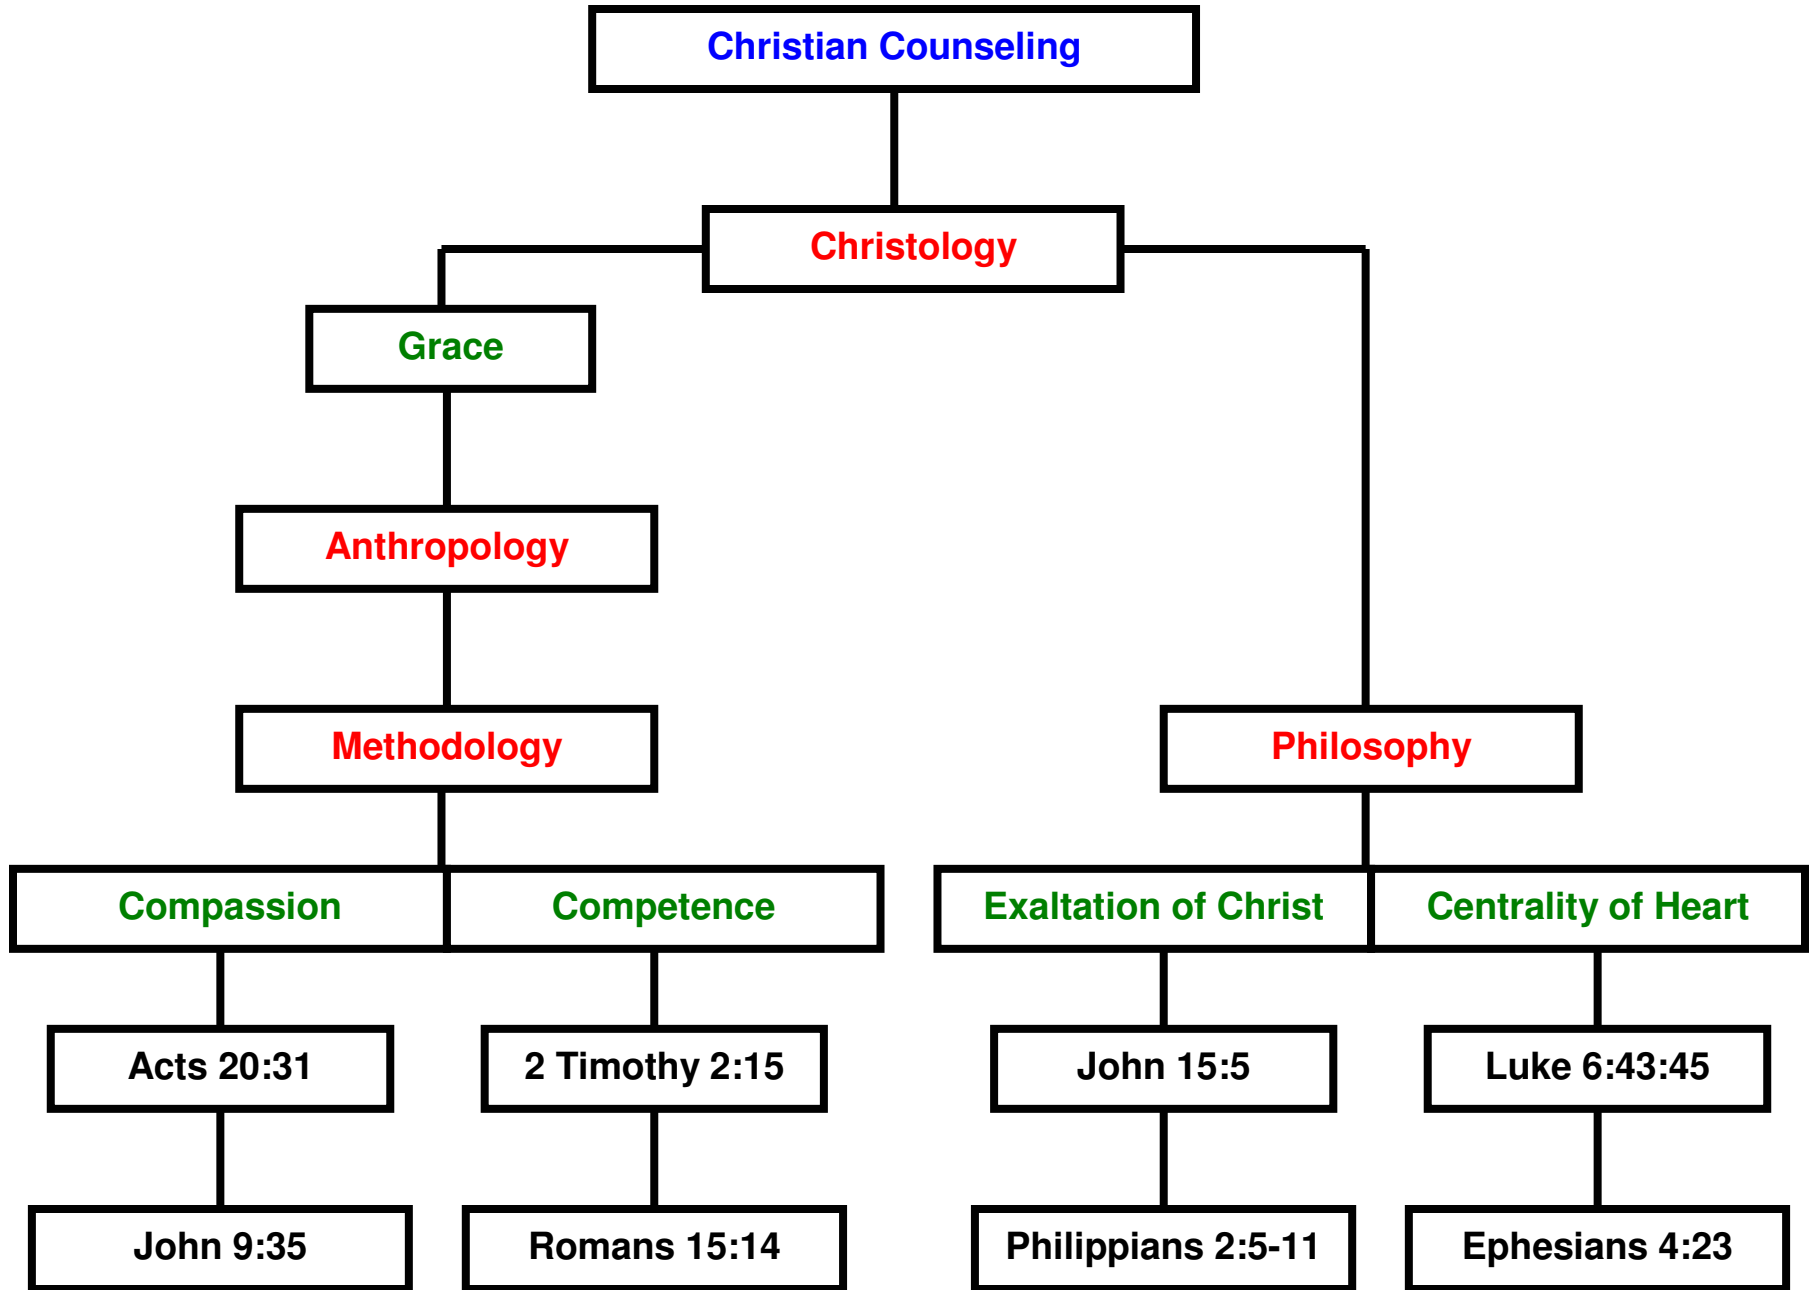 Christian Counseling
Christology
Grace
Anthropology
Methodology
Philosophy
Compassion
Competence
Exaltation of Christ
Centrality of Heart
Acts 20:31
2 Timothy 2:15
John 15:5
Luke 6:43:45
John 9:35
Romans 15:14
Philippians 2:5-11
Ephesians 4:23